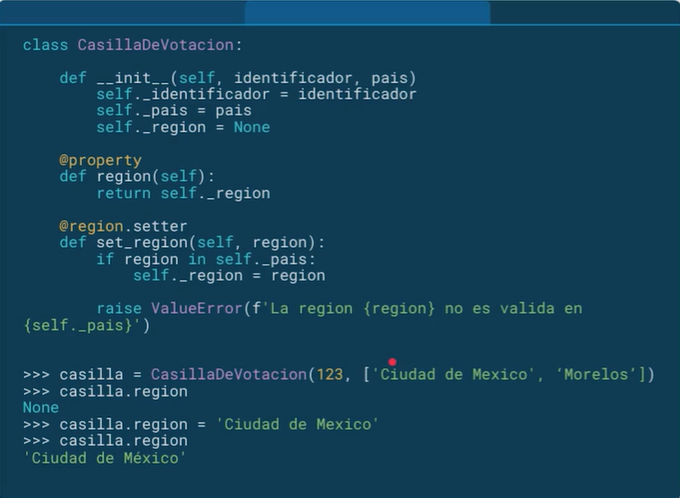 class CasillaDeVotacion:
    def __init__(self, identificador, pais)
        self._identificador = identificador
        self._pais = pais
        self._region = None
    @property
    def region(self):
        return self._region
    @region.setter
    def set_region(self, region):
        if region in self._pais:
            self._region = region
        raise ValueError(f'La region {region} no es valida en
{self._pais}')
>>> casilla = CasillaDeVotacion(123, ['Ciudad de Mexico', ‘Morelos’])
>>> casilla.region
None
>>> casilla.region = 'Ciudad de Mexico'
>>> casilla.region
'Ciudad de México'